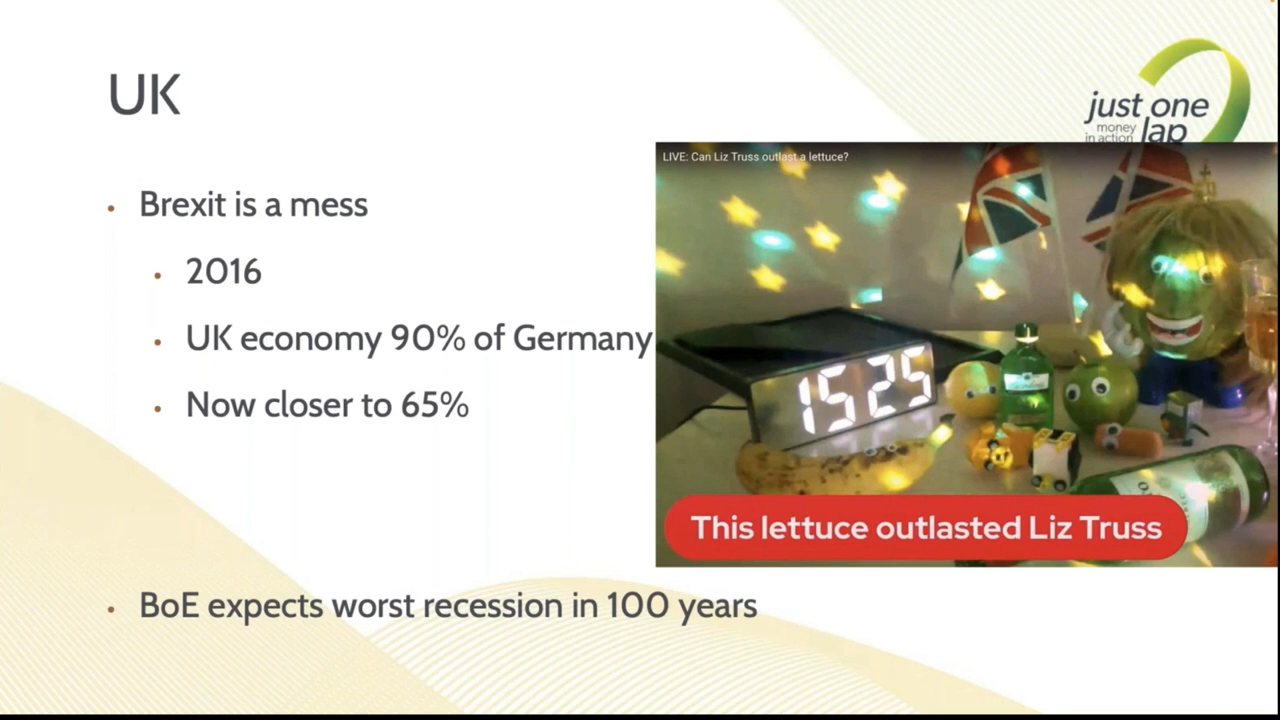 UK
just one
money
in action lap
Brexit is a mess
2016
UK economy 90% of Germany
Now closer to 65%
LIVE: Can Liz Truss outlast a lettuce?
1525
This lettuce outlasted Liz Truss
BoE expects worst recession in 100 years